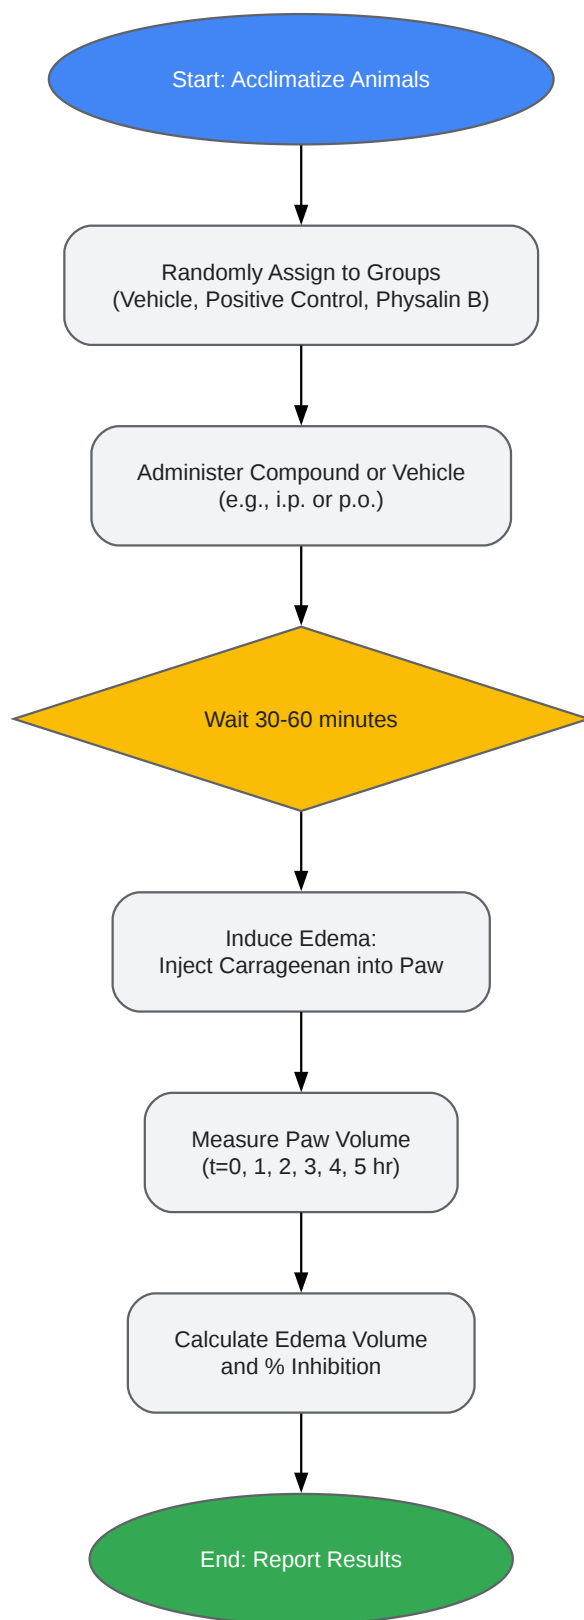 Start: Acclimatize Animals
Randomly Assign to Groups
(Vehicle, Positive Control, Physalin B)
Administer Compound or Vehicle
(e.g., i.p. or p.o.)
Wait 30-60 minutes
Induce Edema:
Inject Carrageenan into Paw
Measure Paw Volume
(t=0, 1, 2, 3, 4, 5 hr)
Calculate Edema Volume
and % Inhibition
End: Report Results